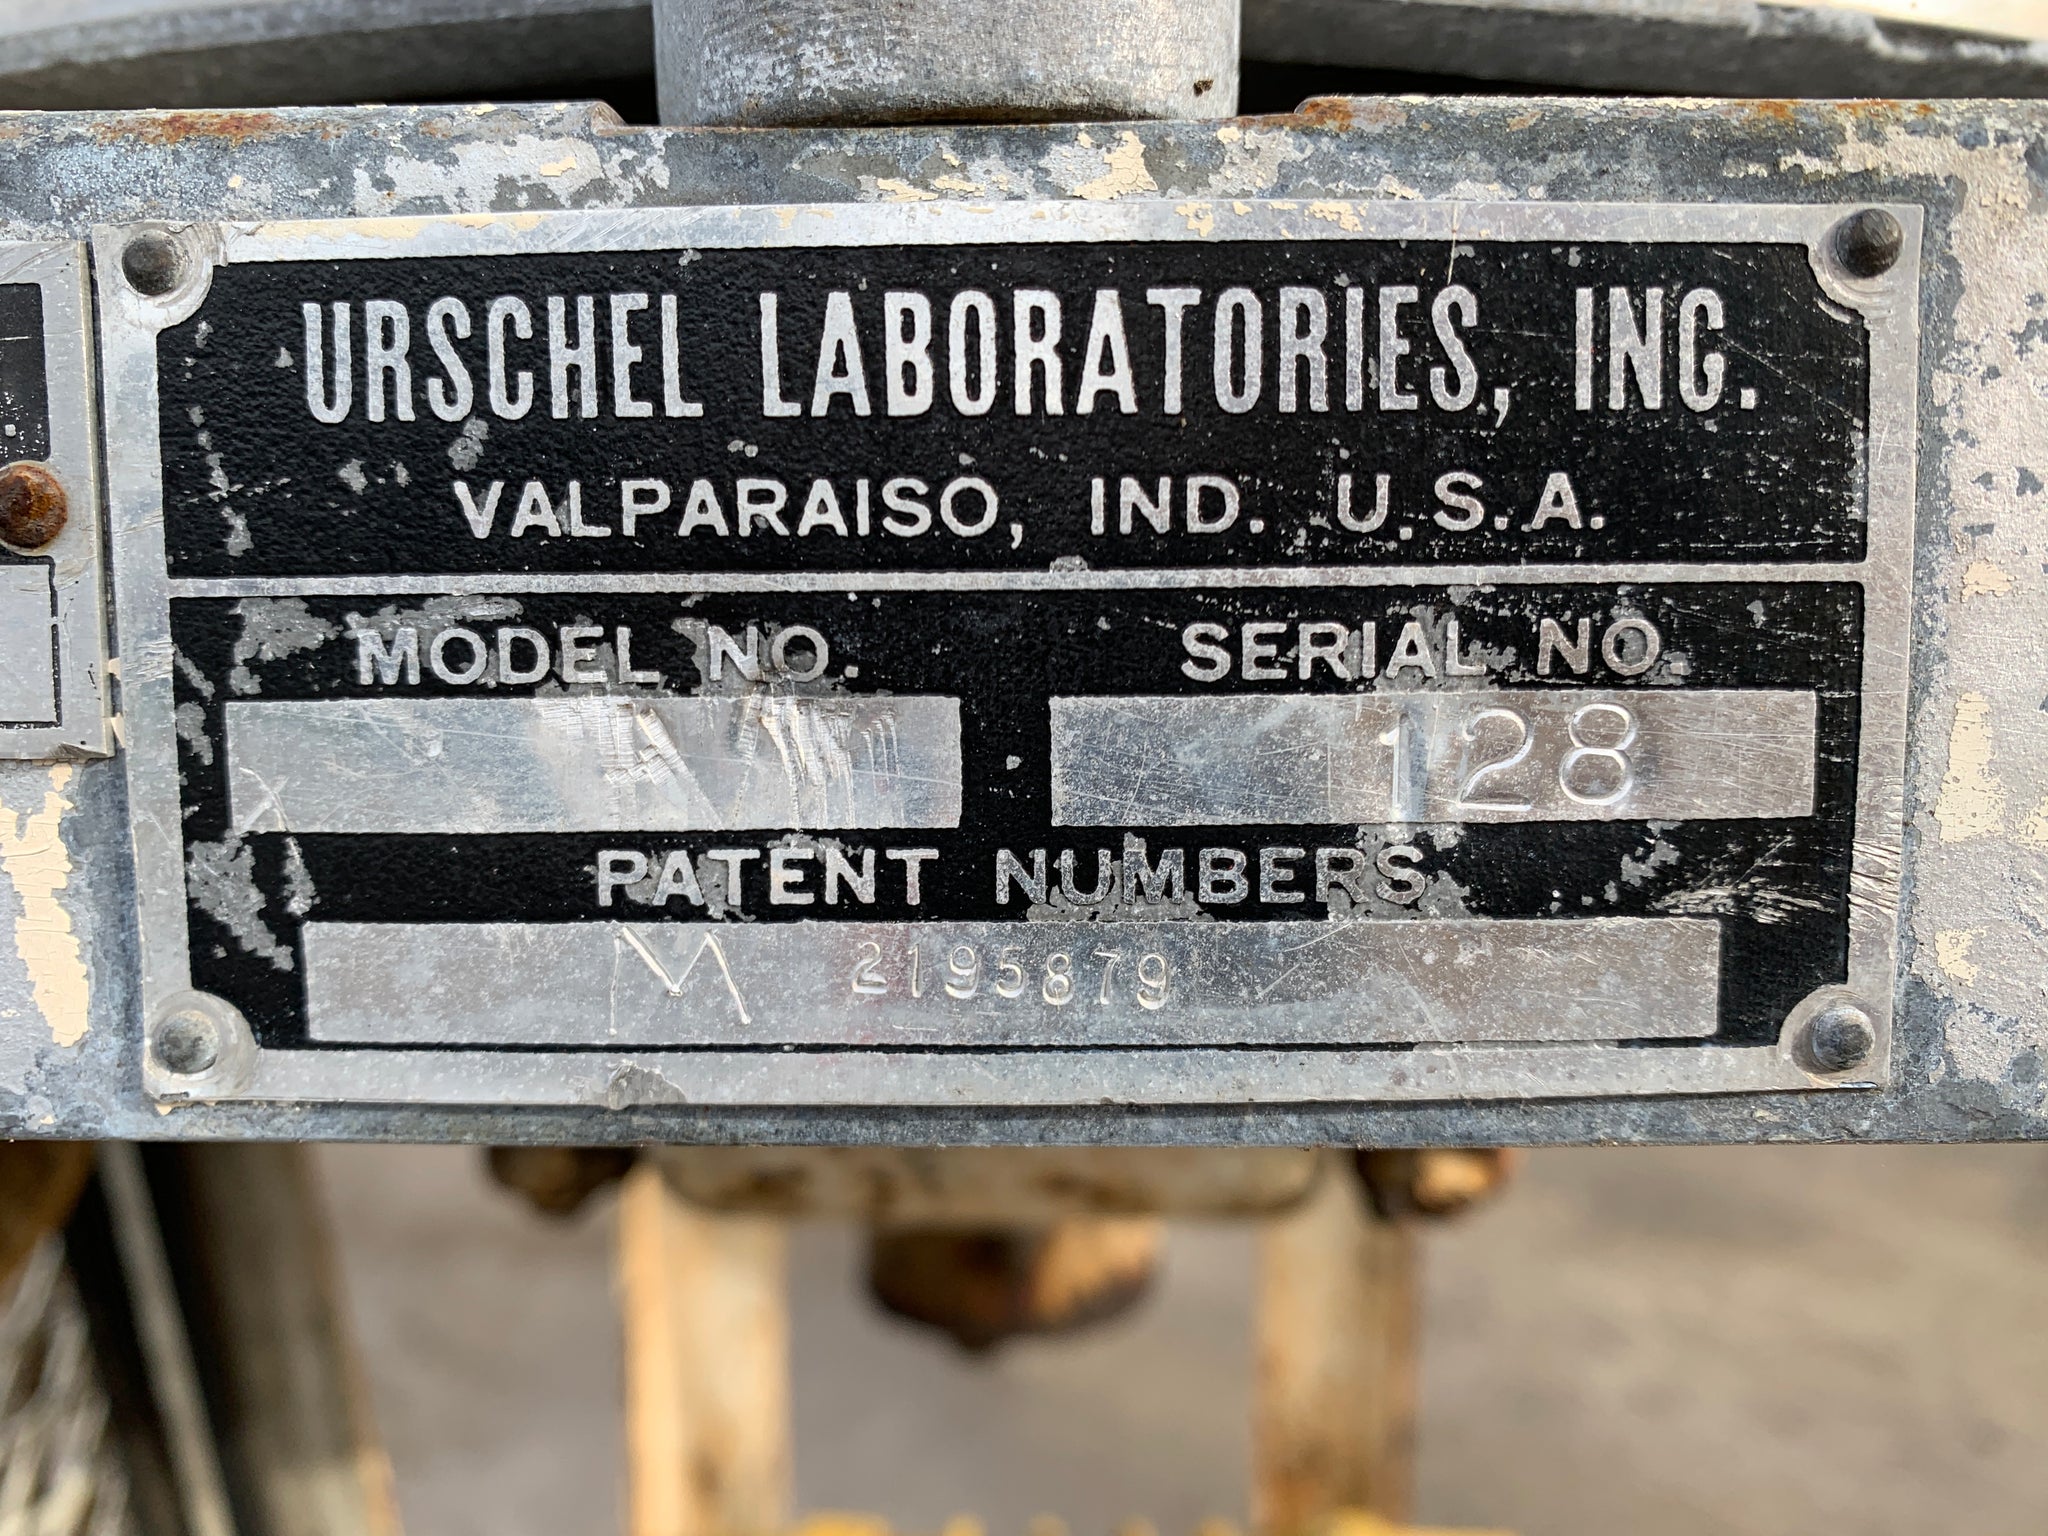 URSCHEL LABORATORIES, INC.
VALPARAISO, IND. U.S.A.
MODEL NO. SERIAL NO.
128
PATENT NUMBERS
M 2195879